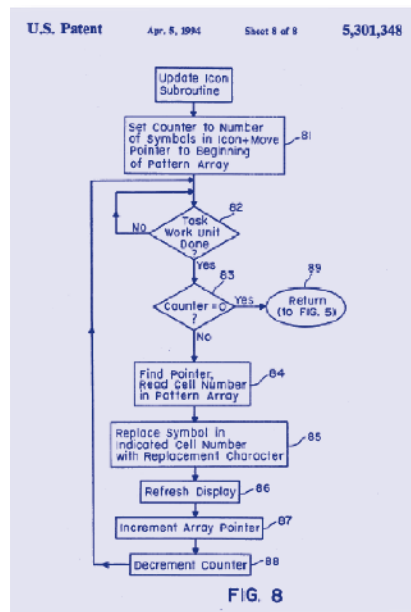 U.S. Patent Apr. 5, 1994 Sheet 8 of 8 5,301,348
Update Icon
Subroutine
Set Counter to Number
of Symbols in Icon+Move
Pointer to Beginning
of Pattern Array
81
82
Task
Work Unit
Done
?
No
Yes
83
Counter=0
?
Yes
No
89
Return
(to FIG. 5)
Find Pointer,
Read Cell Number
in Pattern Array
84
Replace Symbol in
Indicated Cell Number
with Replacement Character
85
Refresh Display
86
Increment Array Pointer
87
Decrement Counter
88
FIG. 8